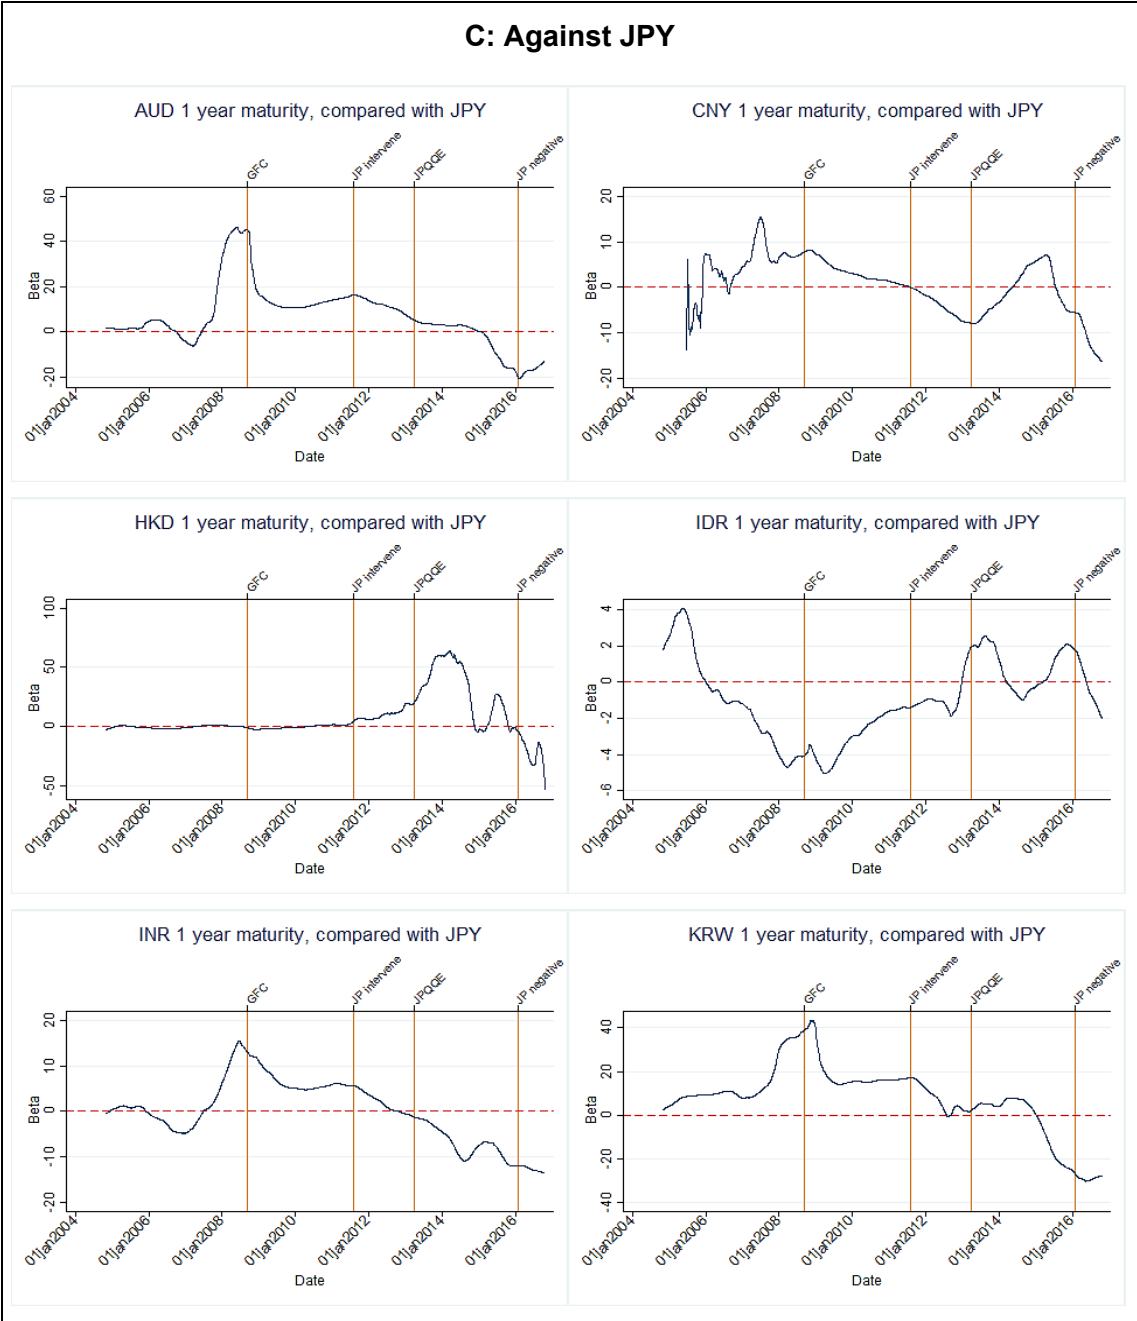 C: Against JPY
AUD 1 year maturity, compared with JPY
GFC
JP intervene
JPQQE
JP negative
60
40
20
0
-20
Beta
01jan2004
01jan2006
01jan2008
01jan2010
01jan2012
01jan2014
01jan2016
Date
CNY 1 year maturity, compared with JPY
GFC
JP intervene
JPQQE
JP negative
20
10
0
-10
-20
Beta
01jan2004
01jan2006
01jan2008
01jan2010
01jan2012
01jan2014
01jan2016
Date
HKD 1 year maturity, compared with JPY
GFC
JP intervene
JPQQE
JP negative
100
50
0
-50
Beta
01jan2004
01jan2006
01jan2008
01jan2010
01jan2012
01jan2014
01jan2016
Date
IDR 1 year maturity, compared with JPY
GFC
JP intervene
JPQQE
JP negative
4
2
0
-2
-4
-6
Beta
01jan2004
01jan2006
01jan2008
01jan2010
01jan2012
01jan2014
01jan2016
Date
INR 1 year maturity, compared with JPY
GFC
JP intervene
JPQQE
JP negative
20
10
0
-10
-20
Beta
01jan2004
01jan2006
01jan2008
01jan2010
01jan2012
01jan2014
01jan2016
Date
KRW 1 year maturity, compared with JPY
GFC
JP intervene
JPQQE
JP negative
40
20
0
-20
-40
Beta
01jan2004
01jan2006
01jan2008
01jan2010
01jan2012
01jan2014
01jan2016
Date